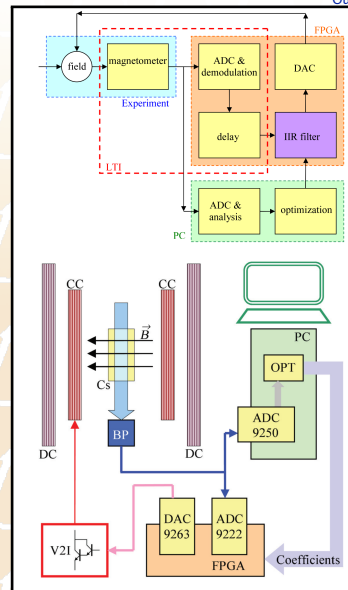 Ou
FPGA
field
magnetometer
ADC &
demodulation
DAC
Experiment
delay
IIR filter
LTI
ADC &
analysis
optimization
PC
CC
CC
B
Cs
BP
DC
DC
PC
OPT
ADC
9250
V2I
DAC
9263
ADC
9222
FPGA
Coefficients